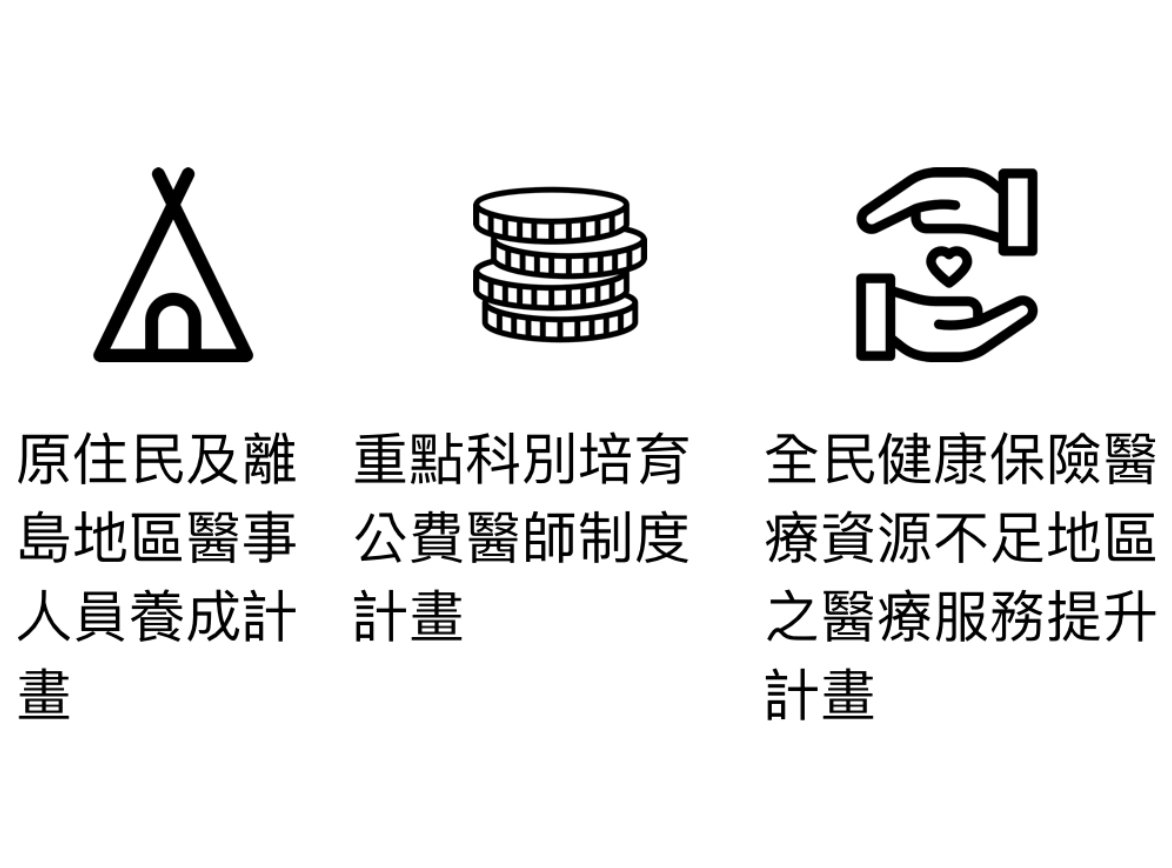 原住民及離
島地區醫事
人員養成計
畫
重點科別培育
公費醫師制度
計畫
全民健康保險醫
療資源不足地區
之醫療服務提升
計畫